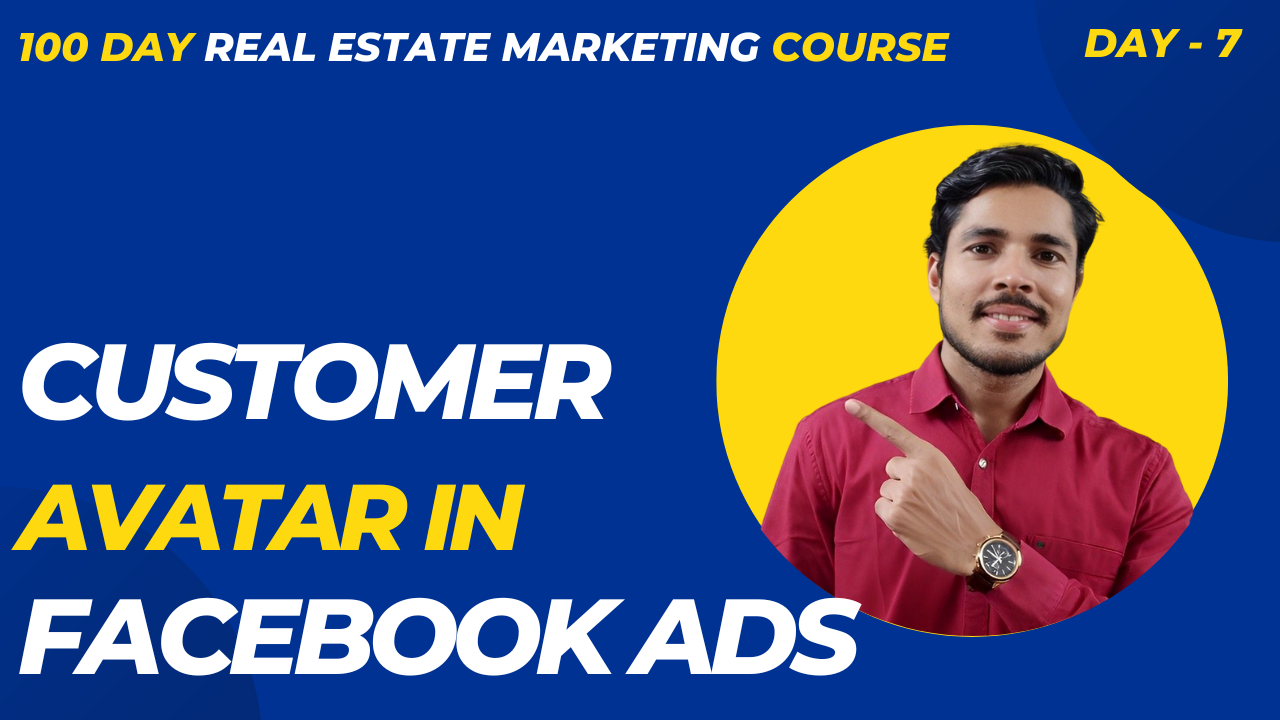 100 DAY REAL ESTATE MARKETING COURSE
DAY - 7
CUSTOMER
AVATAR IN
FACEBOOK ADS